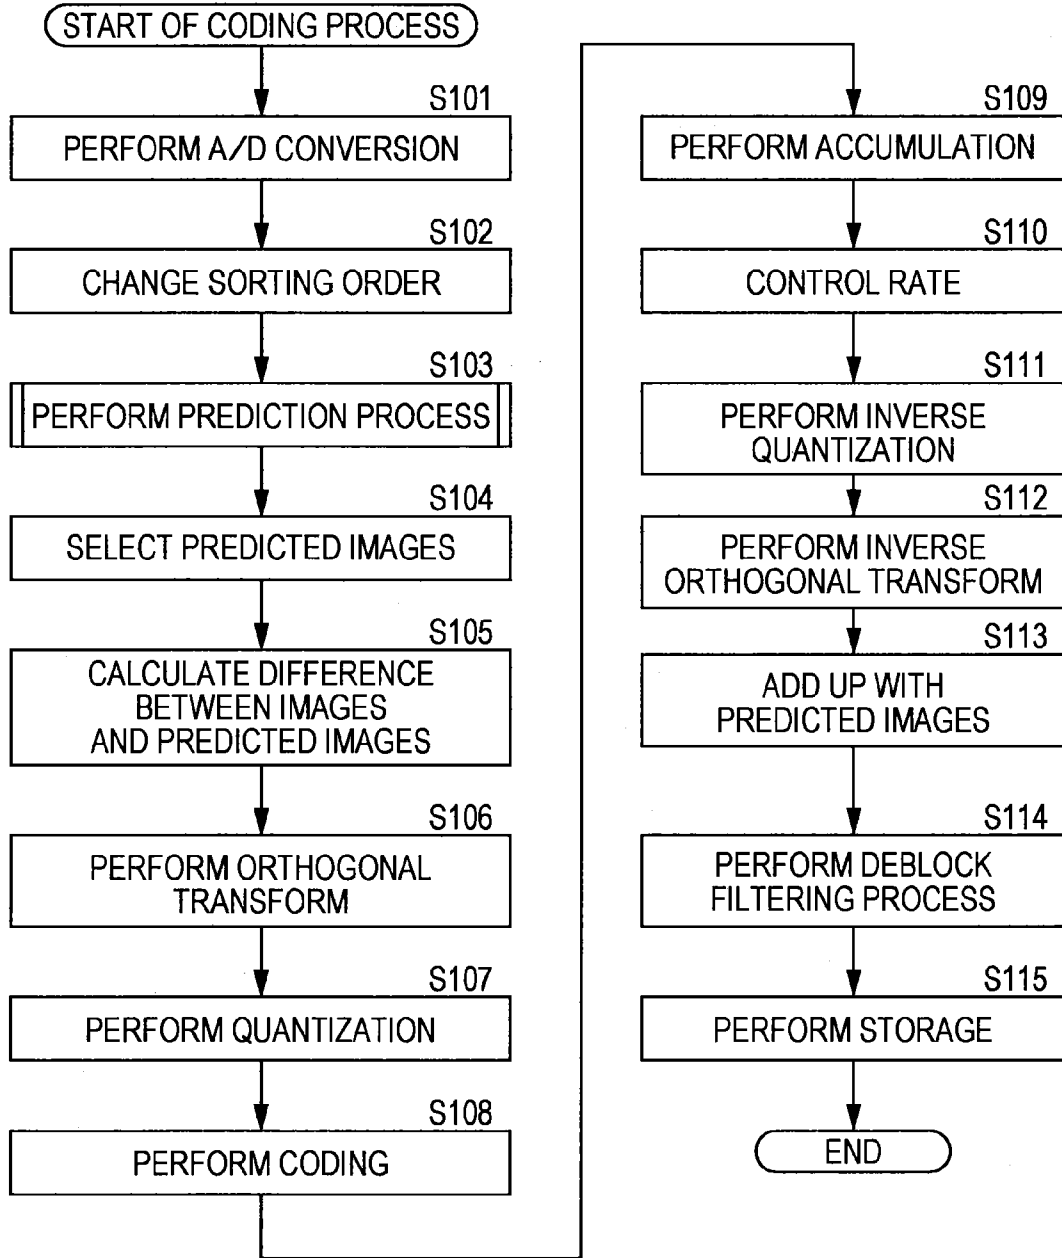 START OF CODING PROCESS
S101
PERFORM A/D CONVERSION
S102
CHANGE SORTING ORDER
S103
PERFORM PREDICTION PROCESS
S104
SELECT PREDICTED IMAGES
S105
CALCULATE DIFFERENCE
BETWEEN IMAGES
AND PREDICTED IMAGES
S106
PERFORM ORTHOGONAL
TRANSFORM
S107
PERFORM QUANTIZATION
S108
PERFORM CODING
S109
PERFORM ACCUMULATION
S110
CONTROL RATE
S111
PERFORM INVERSE
QUANTIZATION
S112
PERFORM INVERSE
ORTHOGONAL TRANSFORM
S113
ADD UP WITH
PREDICTED IMAGES
S114
PERFORM DEBLOCK
FILTERING PROCESS
S115
PERFORM STORAGE
END